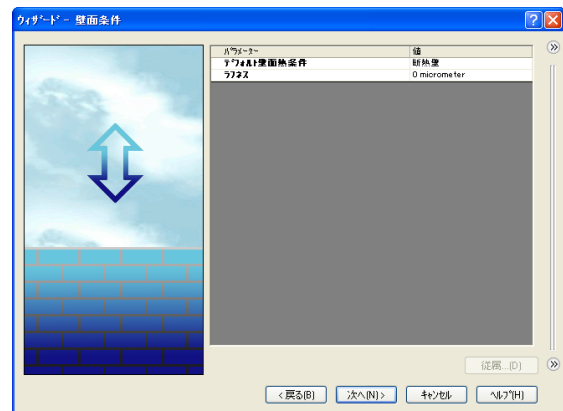 ｳｨｻﾞｰﾄﾞ - 壁面条件
ﾊﾟﾗﾒｰﾀｰ 値
ﾃﾞﾌｫﾙﾄ壁面熱条件 断熱壁
ﾗﾌﾈｽ 0 micrometer
従属...(D)
< 戻る(B) 次へ(N) > ｷｬﾝｾﾙ ﾍﾙﾌﾟ(H)